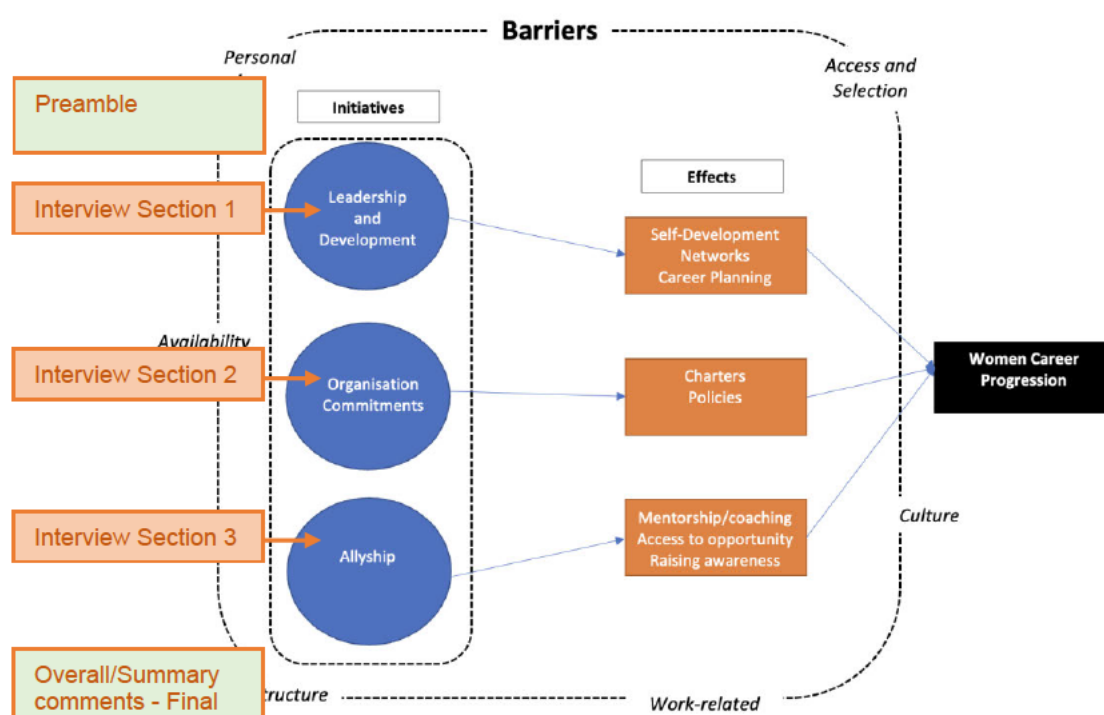 Barriers
Personal
Access and
Selection
Preamble
Initiatives
Effects
Interview Section 1
Leadership
and
Development
Self-Development
Networks
Career Planning
Availability
Interview Section 2
Organisation
Commitments
Charters
Policies
Women Career
Progression
Interview Section 3
Allyship
Mentorship/coaching
Access to opportunity
Raising awareness
Culture
Overall/Summary
comments - Final
tructure
Work-related